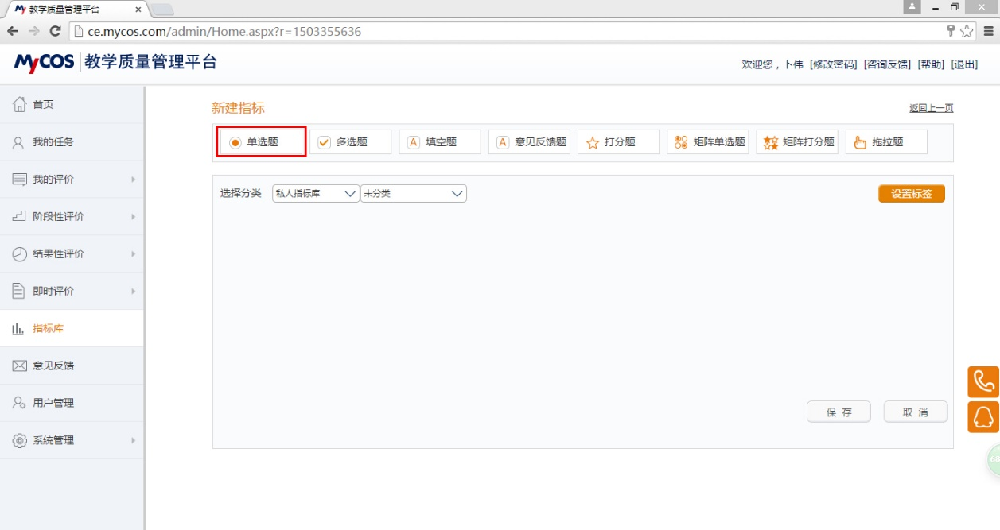 教学质量管理平台
ce.mycos.com/admin/Home.aspx?r=1503355636
MyCOS 教学质量管理平台
欢迎您，卜伟 [修改密码] [咨询反馈] [帮助] [退出]
首页
我的任务
我的评价
阶段性评价
结果性评价
即时评价
指标库
意见反馈
用户管理
系统管理
新建指标
返回上一页
单选题 多选题 填空题 意见反馈题 打分题 矩阵单选题 矩阵打分题 拖拉题
选择分类 私人指标库 未分类 设置标签
保 存 取 消